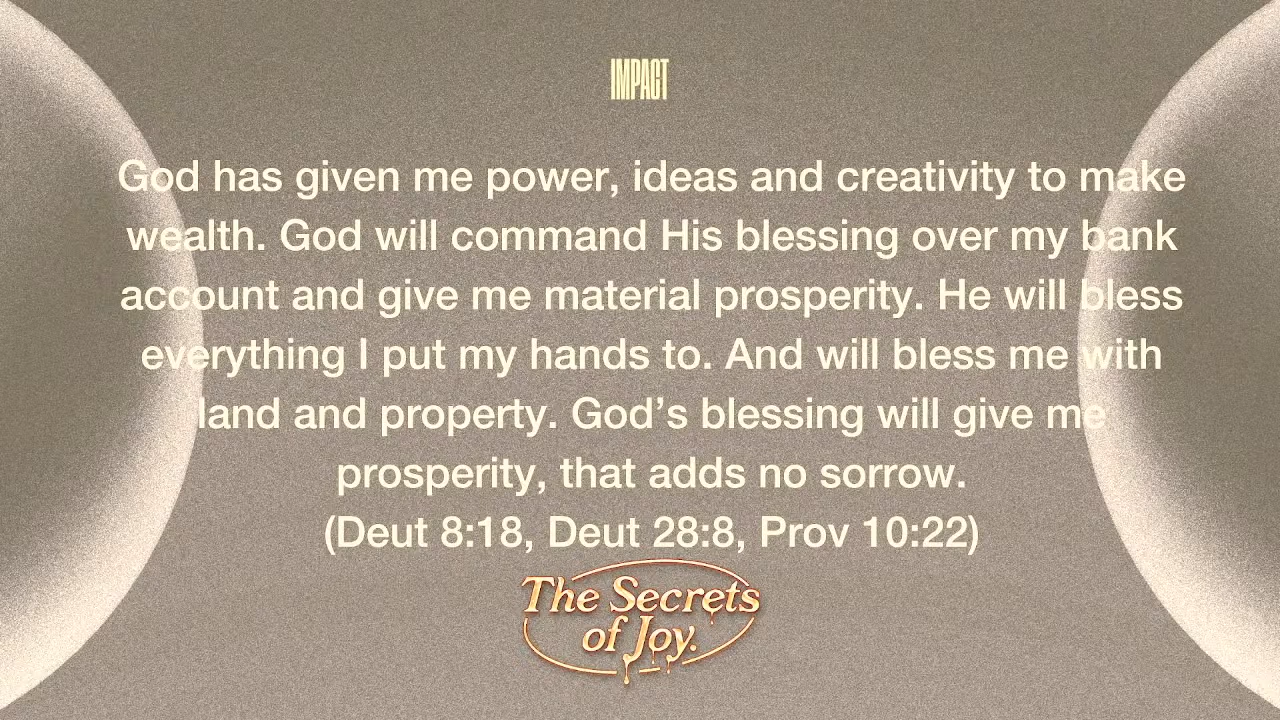 IMPACT
God has given me power, ideas and creativity to make
wealth. God will command His blessing over my bank
account and give me material prosperity. He will bless
everything I put my hands to. And will bless me with
land and property. God’s blessing will give me
prosperity, that adds no sorrow.
(Deut 8:18, Deut 28:8, Prov 10:22)
The Secrets
of Joy.